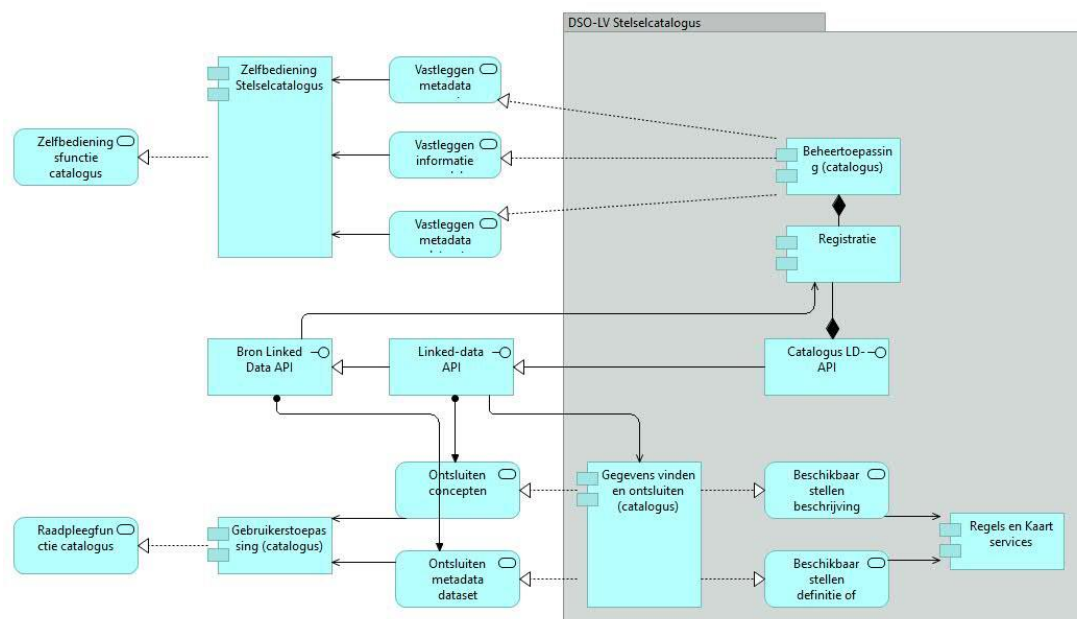 DSO-LV Stelselcatalogus
Zelfbediening
Stelselcatalogus
Vastleggen
metadata
Zelfbediening
sfunctie
catalogus
Vastleggen
informatie
Beheertoepassin
g (catalogus)
Vastleggen
metadata
Registratie
Bron Linked
Data API
Linked-data
API
Catalogus LD-
API
Ontsluiten
concepten
Gegevens vinden
en ontsluiten
(catalogus)
Beschikbaar
stellen
beschrijving
Raadpleegfun
ctie catalogus
Gebruikerstoepas
sing (catalogus)
Regels en Kaart
services
Ontsluiten
metadata
dataset
Beschikbaar
stellen
definitie of